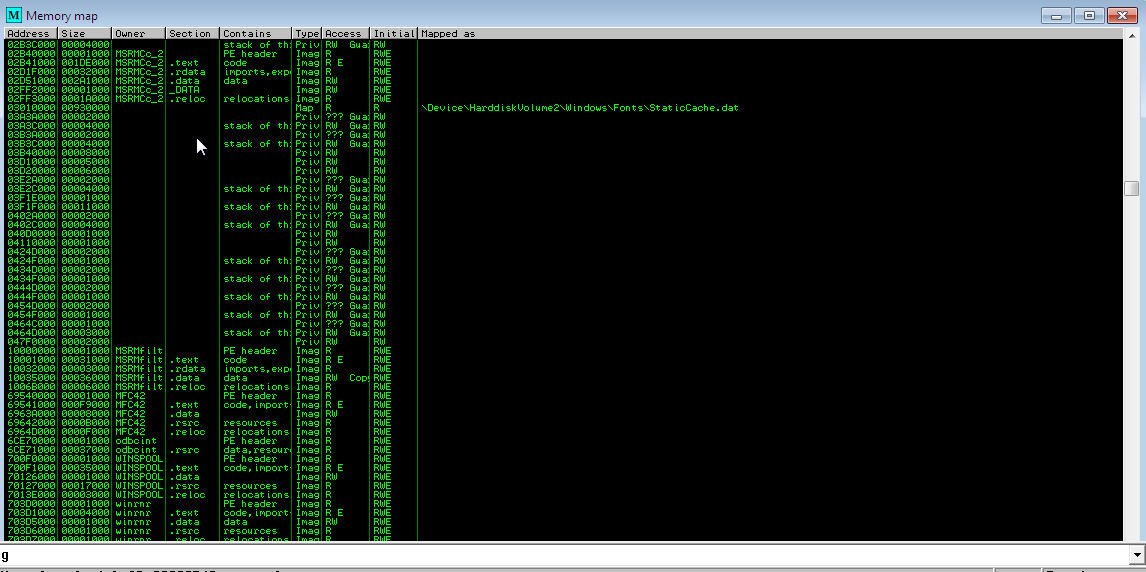 Memory map
Address Size Owner Section Contains Type Access Initial Mapped as
02B3C000 00004000 stack of th Priv RW Gua RW
02B40000 00001000 MSRMCc_2 PE header Imag R RWE
02B41000 001DE000 MSRMCc_2 .text code Imag R E RWE
02D1F000 00032000 MSRMCc_2 .rdata imports,exp Imag R RWE
02D51000 002A1000 MSRMCc_2 .data data Imag RW RWE
02FF2000 00001000 MSRMCc_2 _DATA Imag RW RWE
02FF3000 0001A000 MSRMCc_2 .reloc relocations Imag R RWE
03010000 00930000 Map R R \Device\HarddiskVolume2\Windows\Fonts\StaticCache.dat
03A3A000 00002000 Priv ??? Gua RW
03A3C000 00004000 stack of th Priv RW Gua RW
03B3A000 00002000 Priv ??? Gua RW
03B3C000 00004000 stack of th Priv RW Gua RW
03B40000 00003000 Priv RW RW
03D10000 00005000 Priv RW RW
03D20000 00006000 Priv RW RW
03E2A000 00002000 Priv ??? Gua RW
03E2C000 00004000 stack of th Priv RW Gua RW
03F1E000 00001000 Priv ??? Gua RW
03F1F000 00011000 stack of th Priv RW Gua RW
0402A000 00002000 Priv ??? Gua RW
0402C000 00004000 stack of th Priv RW Gua RW
040D0000 00001000 Priv RW RW
04110000 00001000 Priv RW RW
0424D000 00002000 Priv ??? Gua RW
0424F000 00001000 stack of th Priv RW Gua RW
0434D000 00002000 Priv ??? Gua RW
0434F000 00001000 stack of th Priv RW Gua RW
0444D000 00002000 Priv ??? Gua RW
0444F000 00001000 stack of th Priv RW Gua RW
0454D000 00002000 Priv ??? Gua RW
0454F000 00001000 stack of th Priv RW Gua RW
0464C000 00001000 Priv ??? Gua RW
0464D000 00003000 stack of th Priv RW Gua RW
047F0000 00002000 Priv RW RW
10000000 00001000 MSRMfilt PE header Imag R RWE
10001000 00031000 MSRMfilt .text code Imag R E RWE
10032000 00003000 MSRMfilt .rdata imports,exp Imag R RWE
10035000 00036000 MSRMfilt .data data Imag RW Cop RWE
1006B000 00006000 MSRMfilt .reloc relocations Imag R RWE
69540000 00001000 MFC42 PE header Imag R RWE
69541000 000F9000 MFC42 .text code,import Imag R E RWE
6963A000 00008000 MFC42 .data Imag RW RWE
69642000 0000B000 MFC42 .rsrc resources Imag R RWE
6964D000 0000F000 MFC42 .reloc relocations Imag R RWE
6CE70000 00001000 odbcint PE header Imag R RWE
6CE71000 00037000 odbcint .rsrc data,resour Imag R RWE
700F0000 00001000 WINSPOOL PE header Imag R RWE
700F1000 00035000 WINSPOOL .text code,import Imag R E RWE
70126000 00001000 WINSPOOL .data Imag RW RWE
70127000 00017000 WINSPOOL .rsrc resources Imag R RWE
7013E000 00003000 WINSPOOL .reloc relocations Imag R RWE
703D0000 00001000 winrnr PE header Imag R RWE
703D1000 00004000 winrnr .text code,import Imag R E RWE
703D5000 00001000 winrnr .data data Imag RW RWE
703D6000 00001000 winrnr .rsrc resources Imag R RWE
703D7000 00001000 winrnr .reloc relocations Imag R RWE
g